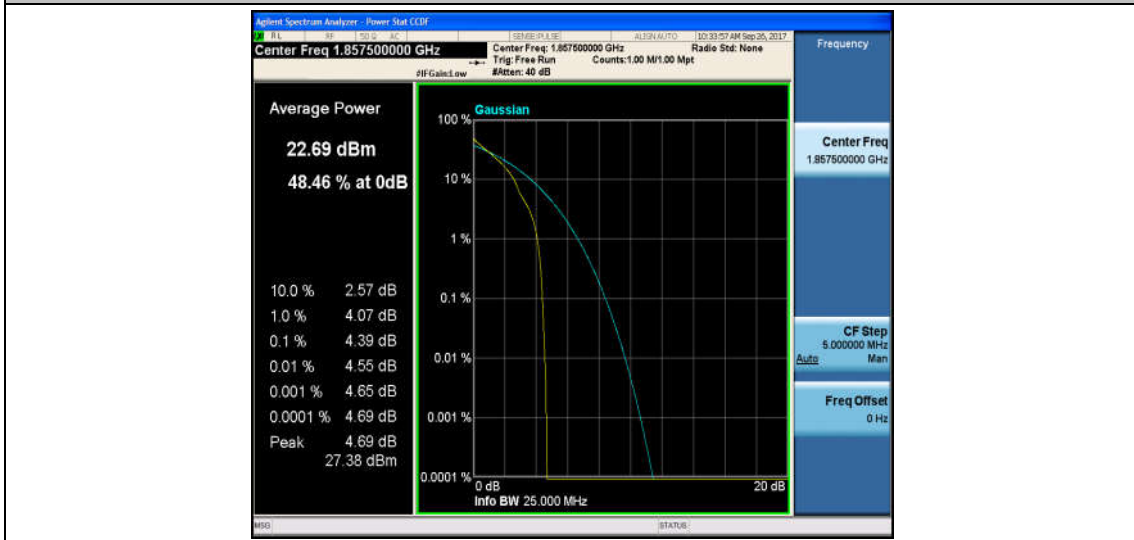 Agilent Spectrum Analyzer - Power Stat CCDF
RL RF 50 Ω AC SENSE:PULSE ALIGN AUTO 10:33:57 AM Sep 26, 2017
Center Freq 1.857500000 GHz
Center Freq: 1.857500000 GHz Radio Std: None
Trig: Free Run Counts:1.00 M/1.00 Mpt
#IFGain:Low #Atten: 40 dB
Frequency
Average Power
22.69 dBm
48.46 % at 0dB
10.0 % 2.57 dB
1.0 % 4.07 dB
0.1 % 4.39 dB
0.01 % 4.55 dB
0.001 % 4.65 dB
0.0001 % 4.69 dB
Peak 4.69 dB
27.38 dBm
Gaussian
100 %
10 %
1 %
0.1 %
0.01 %
0.001 %
0.0001 %
0 dB 20 dB
Info BW 25.000 MHz
Center Freq
1.857500000 GHz
CF Step
5.000000 MHz
Auto Man
Freq Offset
0 Hz
MSG STATUS